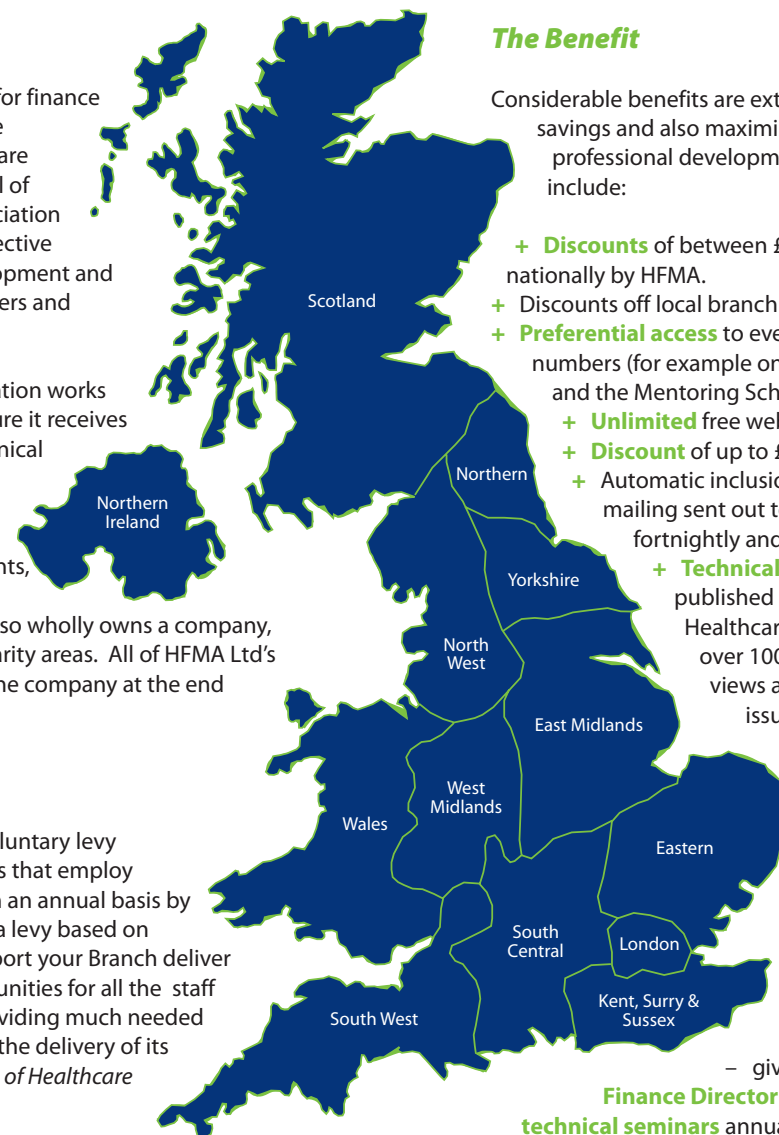 for finance
e
are
l of
ciation
ective
opment and
ers and
ation works
ure it receives
nical
nts,
so wholly owns a company,
arity areas. All of HFMA Ltd's
he company at the end
luntary levy
s that employ
n an annual basis by
a levy based on
port your Branch deliver
unities for all the staff
viding much needed
the delivery of its
of Healthcare
Scotland
Northern
Ireland
Northern
Yorkshire
North
West
East Midlands
West
Midlands
Wales
Eastern
South
Central
London
Kent, Surry &
Sussex
South West
The Benefit
Considerable benefits are ext
savings and also maximi
professional developm
include:
+ Discounts of between £
nationally by HFMA.
+ Discounts off local branch
+ Preferential access to eve
numbers (for example on
and the Mentoring Sch
+ Unlimited free wel
+ Discount of up to £
+ Automatic inclusio
mailing sent out t
fortnightly and
+ Technical
published
Healthcar
over 100
views a
issu
– giv
Finance Director
technical seminars annua